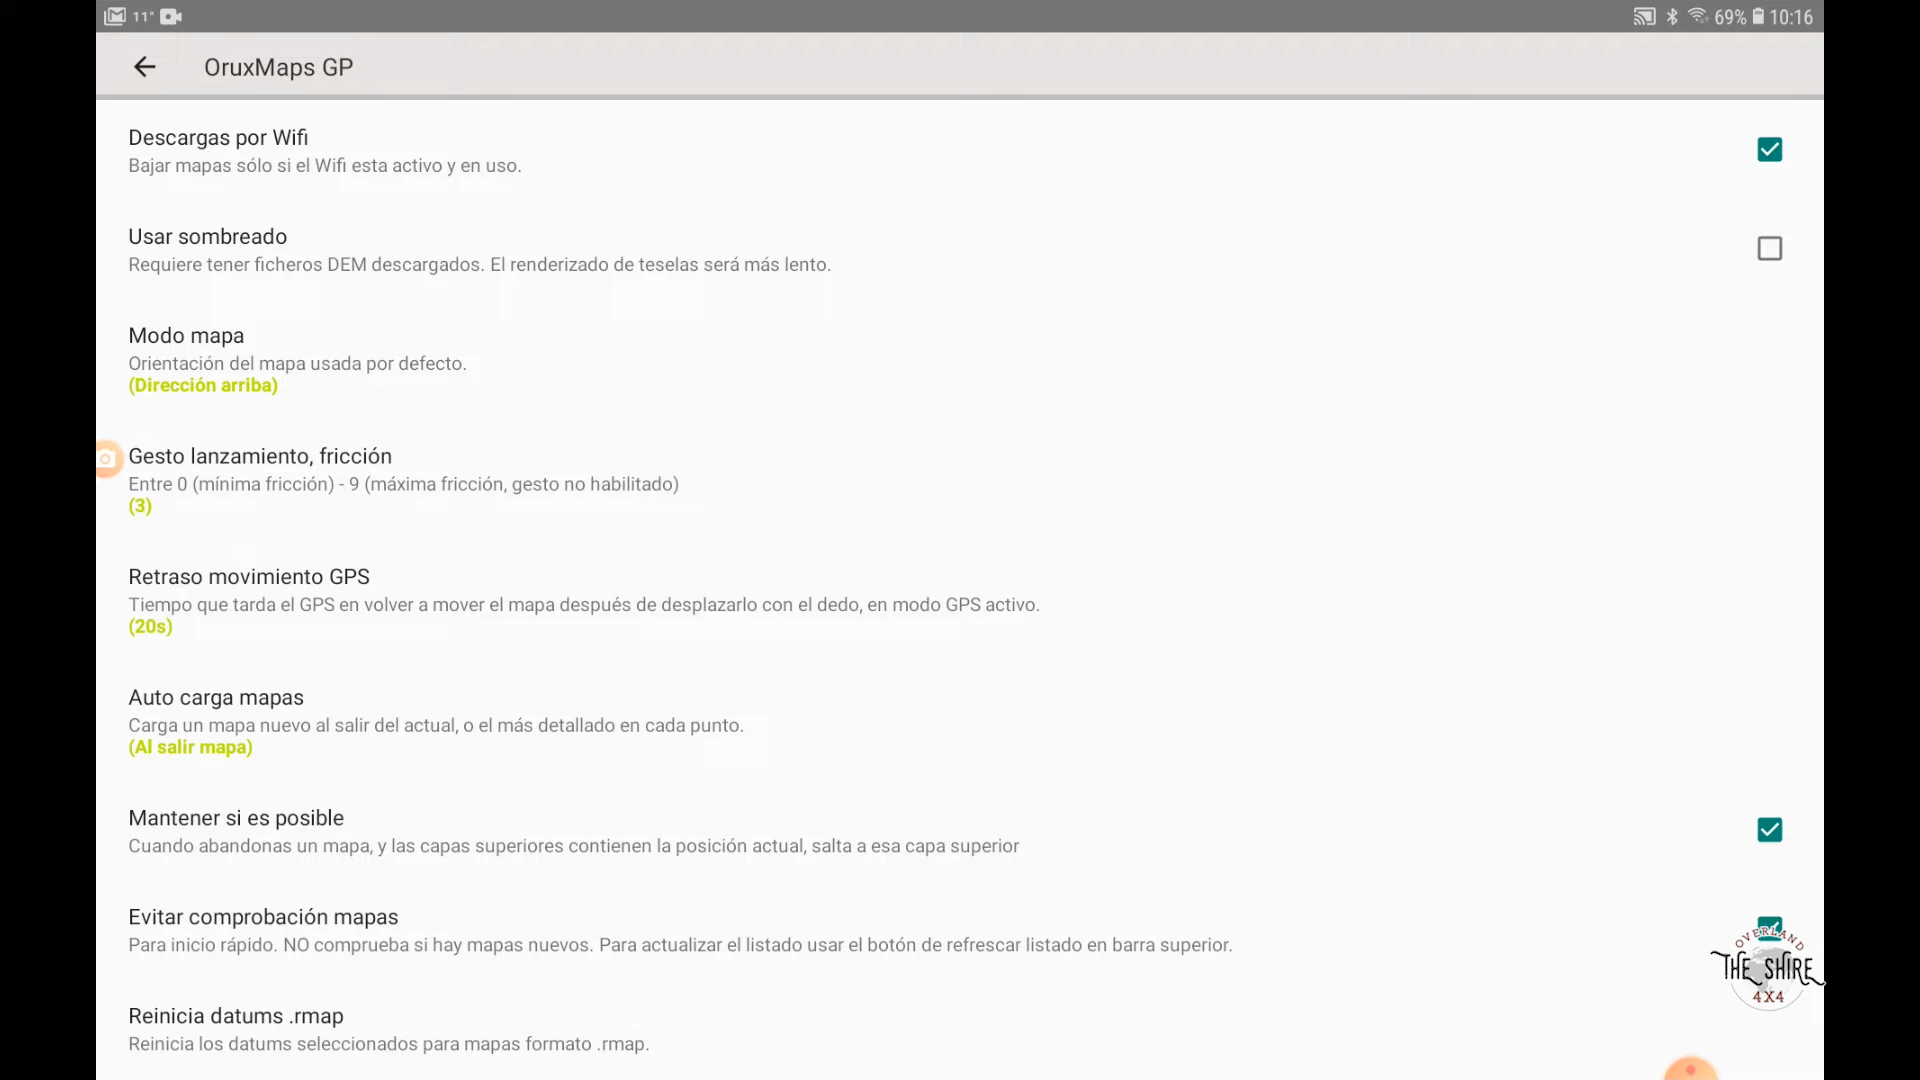 11° 69% 10:16
OruxMaps GP
Descargas por Wifi
Bajar mapas sólo si el Wifi esta activo y en uso.
Usar sombreado
Requiere tener ficheros DEM descargados. El renderizado de teselas será más lento.
Modo mapa
Orientación del mapa usada por defecto.
(Dirección arriba)
Gesto lanzamiento, fricción
Entre 0 (mínima fricción) - 9 (máxima fricción, gesto no habilitado)
(3)
Retraso movimiento GPS
Tiempo que tarda el GPS en volver a mover el mapa después de desplazarlo con el dedo, en modo GPS activo.
(20s)
Auto carga mapas
Carga un mapa nuevo al salir del actual, o el más detallado en cada punto.
(Al salir mapa)
Mantener si es posible
Cuando abandonas un mapa, y las capas superiores contienen la posición actual, salta a esa capa superior
Evitar comprobación mapas
Para inicio rápido. NO comprueba si hay mapas nuevos. Para actualizar el listado usar el botón de refrescar listado en barra superior.
OVERLAND
THE SHIRE
4X4
Reinicia datums .rmap
Reinicia los datums seleccionados para mapas formato .rmap.